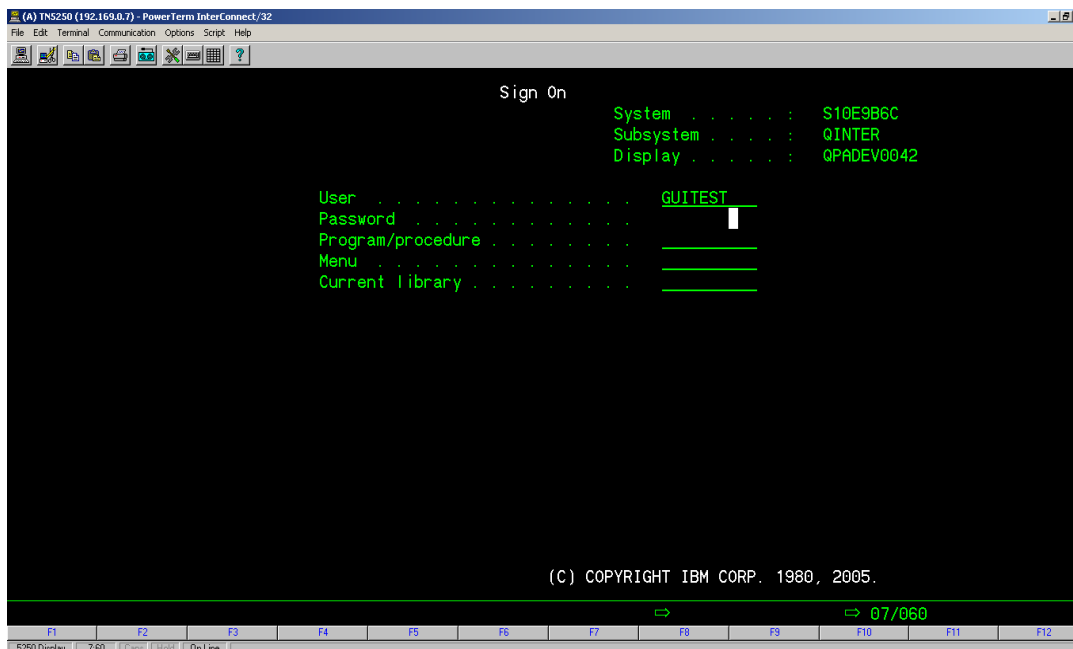 (A) TN5250 (192.169.0.7) - PowerTerm InterConnect/32
File Edit Terminal Communication Options Script Help
Sign On
System . . . . . : S10E9B6C
Subsystem . . . . : QINTER
Display . . . . . : QPADEV0042
User . . . . . . . . . . . . . . GUITEST
Password . . . . . . . . . . . .
Program/procedure . . . . . . . .
Menu . . . . . . . . . . . . . .
Current library . . . . . . . . .
(C) COPYRIGHT IBM CORP. 1980, 2005.
⇨ ⇨ 07/060
F1 F2 F3 F4 F5 F6 F7 F8 F9 F10 F11 F12
5250 Display 7:60 Caps Hold On Line